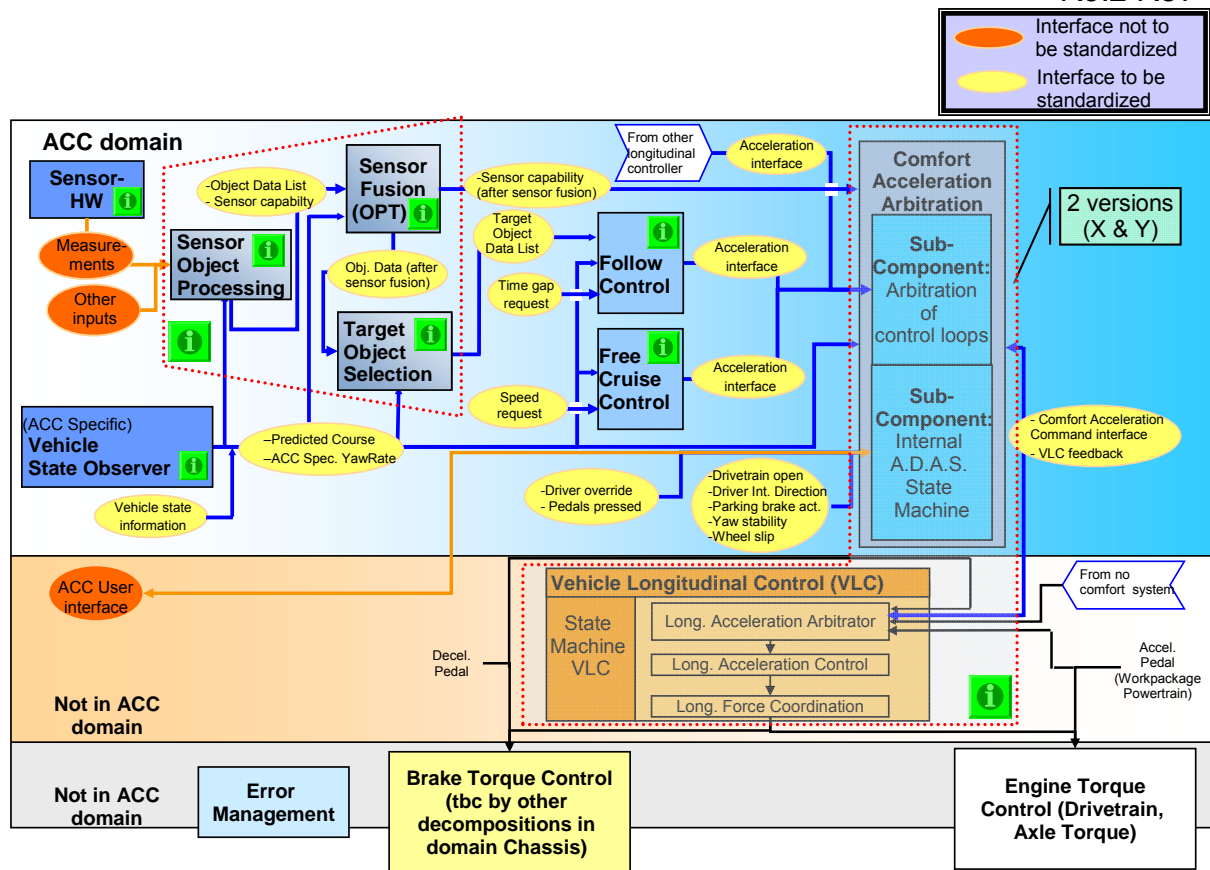 Interface not to
be standardized
Interface to be
standardized
ACC domain
Sensor-
HW
Measure-
ments
Other
inputs
Sensor
Object
Processing
-Object Data List
- Sensor capabilty
Sensor
Fusion
(OPT)
Obj. Data (after
sensor fusion)
Target
Object
Selection
-Sensor capability
(after sensor fusion)
Target
Object
Data List
Time gap
request
Speed
request
Follow
Control
Free
Cruise
Control
From other
longitudinal
controller
Acceleration
interface
Acceleration
interface
Acceleration
interface
Comfort
Acceleration
Arbitration
Sub-
Component:
Arbitration
of
control loops
Sub-
Component:
Internal
A.D.A.S.
State
Machine
2 versions
(X & Y)
- Comfort Acceleration
Command interface
- VLC feedback
(ACC Specific)
Vehicle
State Observer
–Predicted Course
–ACC Spec. YawRate
Vehicle state
information
-Driver override
- Pedals pressed
-Drivetrain open
-Driver Int. Direction
-Parking brake act.
-Yaw stability
-Wheel slip
ACC User
interface
Vehicle Longitudinal Control (VLC)
State
Machine
VLC
Long. Acceleration Arbitrator
Long. Acceleration Control
Long. Force Coordination
From no
comfort system
Decel.
Pedal
Accel.
Pedal
(Workpackage
Powertrain)
Not in ACC
domain
Not in ACC
domain
Error
Management
Brake Torque Control
(tbc by other
decompositions in
domain Chassis)
Engine Torque
Control (Drivetrain,
Axle Torque)